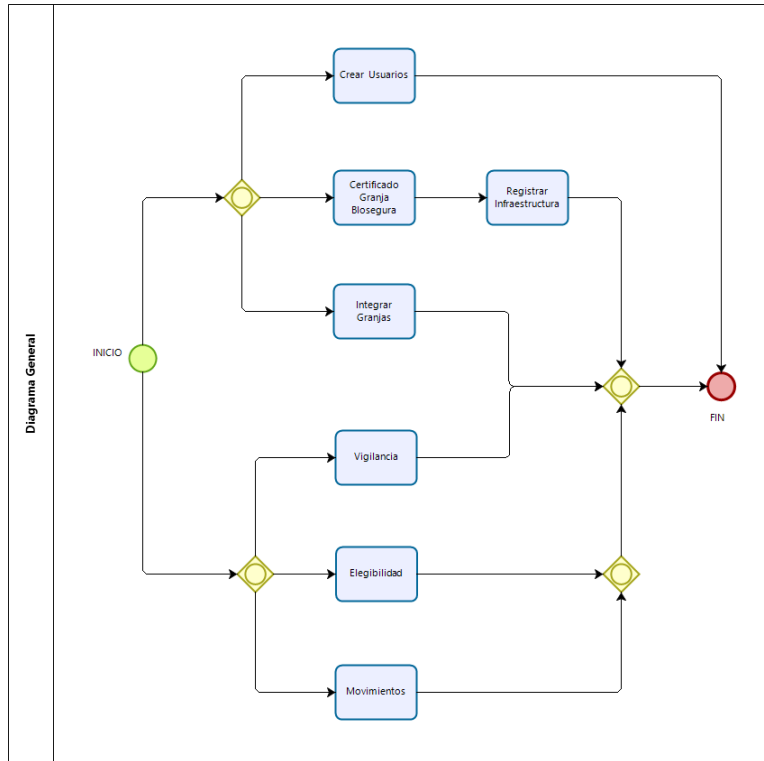 Diagrama General
Crear Usuarios
Certificado
Granja
Biosegura
Registrar
Infraestructura
Integrar
Granjas
INICIO
FIN
Vigilancia
Elegibilidad
Movimientos